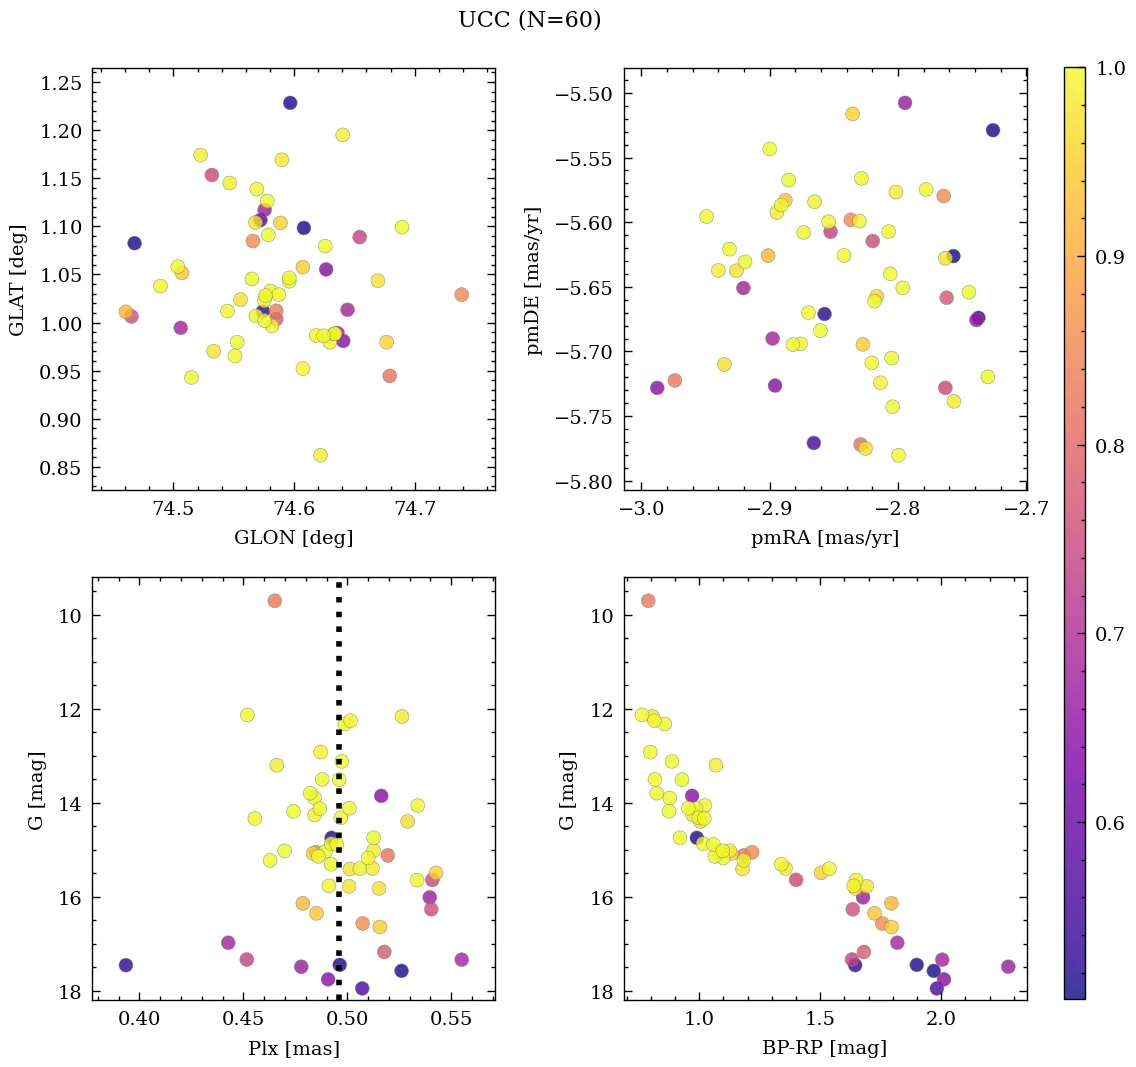 UCC (N=60)
1.25
1.20
1.15
1.10
1.05
1.00
0.95
0.90
0.85
GLAT [deg]
74.5 74.6 74.7
GLON [deg]
−5.50
−5.55
−5.60
−5.65
−5.70
−5.75
−5.80
pmDE [mas/yr]
−3.0 −2.9 −2.8 −2.7
pmRA [mas/yr]
10
12
14
16
18
G [mag]
0.40 0.45 0.50 0.55
Plx [mas]
10
12
14
16
18
G [mag]
1.0 1.5 2.0
BP-RP [mag]
1.0
0.9
0.8
0.7
0.6